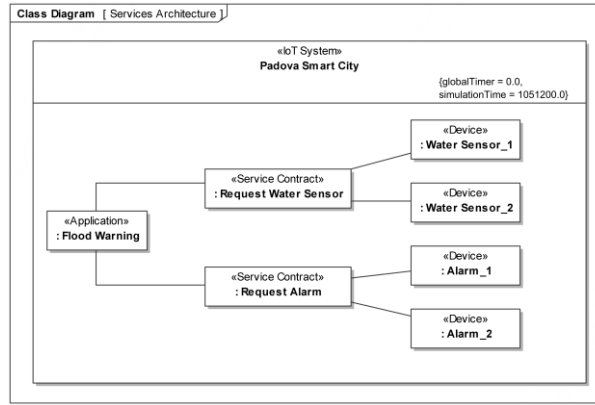 Class Diagram [ Services Architecture ]
«IoT System»
Padova Smart City
{globalTimer = 0.0,
simulationTime = 1051200.0}
«Device»
: Water Sensor_1
«Service Contract»
: Request Water Sensor
«Device»
: Water Sensor_2
«Application»
: Flood Warning
«Device»
: Alarm_1
«Service Contract»
: Request Alarm
«Device»
: Alarm_2